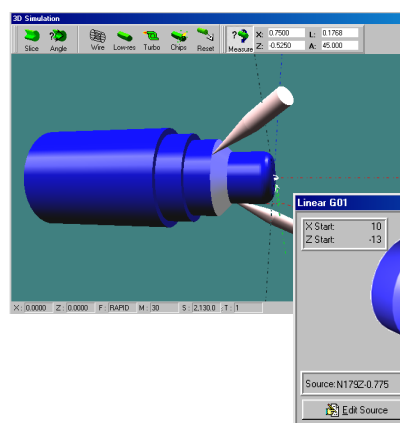 3D Simulation
Slice Angle Wire Low-res Turbo Chips Reset Measure
X: 0.7500 L: 0.1768
Z: -0.5250 A: 45.000
X: 0.0000 Z: 0.0000 F: RAPID M: 30 S: 2,130.0 T: 1
Linear G01
X Start: 10
Z Start: -13
Source: N179Z-0.775
Edit Source